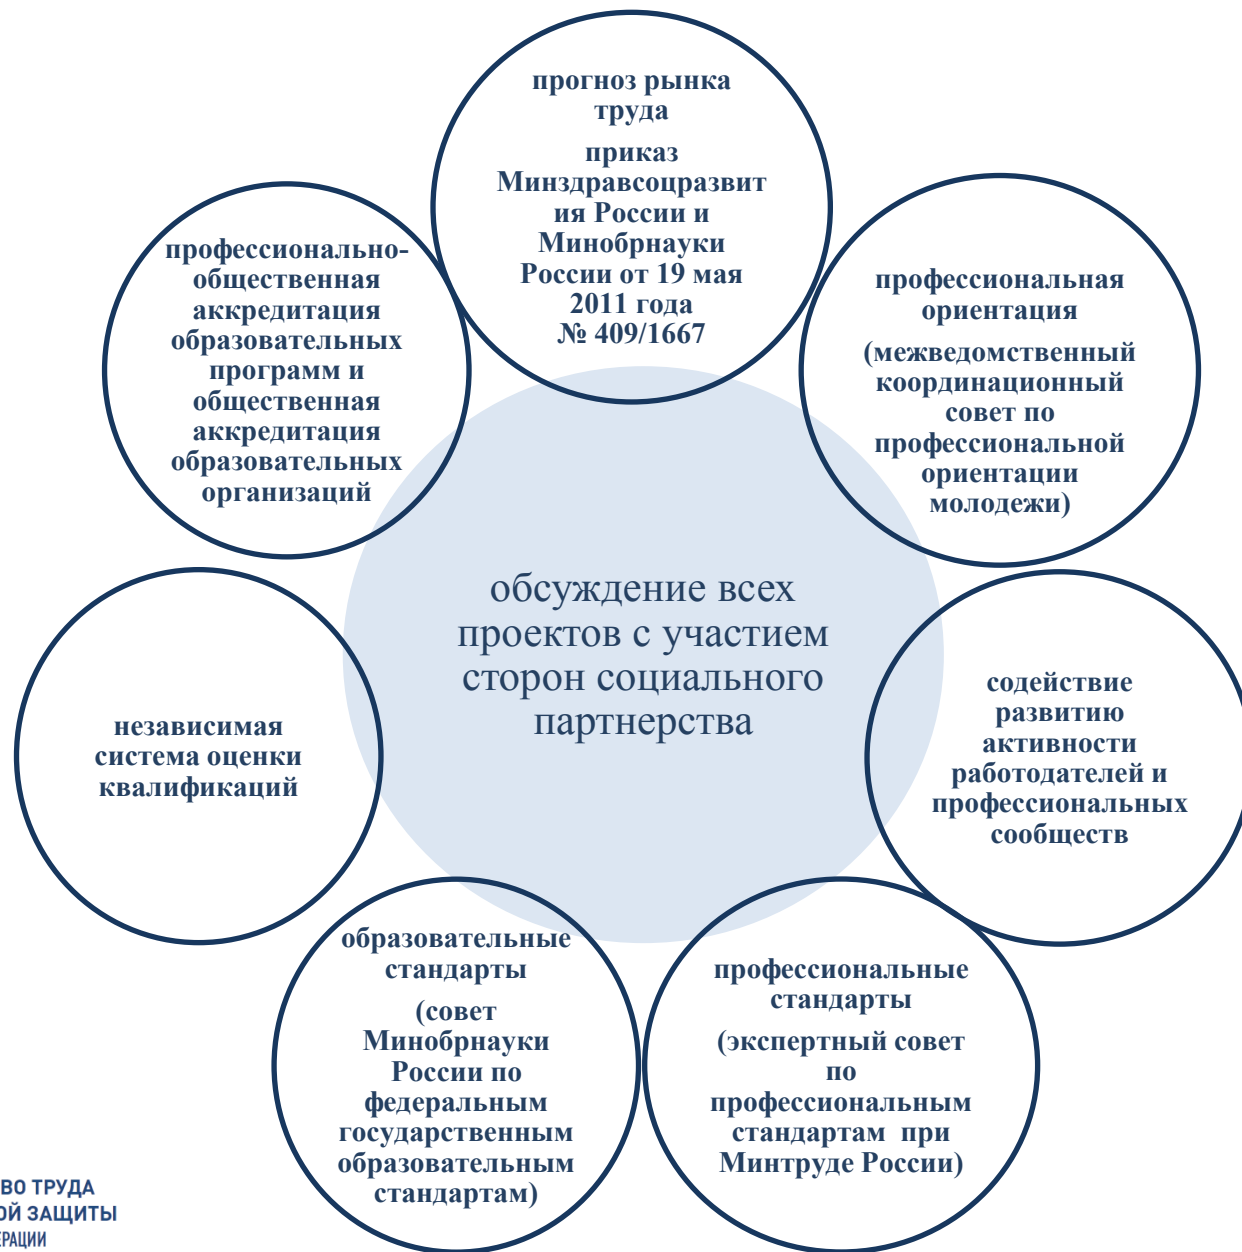 прогноз рынка
труда
приказ
Минздравсоцразвит
ия России и
Минобрнауки
России от 19 мая
2011 года
№ 409/1667
профессиональная
ориентация
(межведомственный
координационный
совет по
профессиональной
ориентации
молодежи)
содействие
развитию
активности
работодателей и
профессиональных
сообществ
профессиональные
стандарты
(экспертный совет
по
профессиональным
стандартам при
Минтруде России)
образовательные
стандарты
(совет
Минобрнауки
России по
федеральным
государственным
образовательным
стандартам)
независимая
система оценки
квалификаций
профессионально-
общественная
аккредитация
образовательных
программ и
общественная
аккредитация
образовательных
организаций
обсуждение всех
проектов с участием
сторон социального
партнерства
ВО ТРУДА
ОЙ ЗАЩИТЫ
ЕРАЦИИ